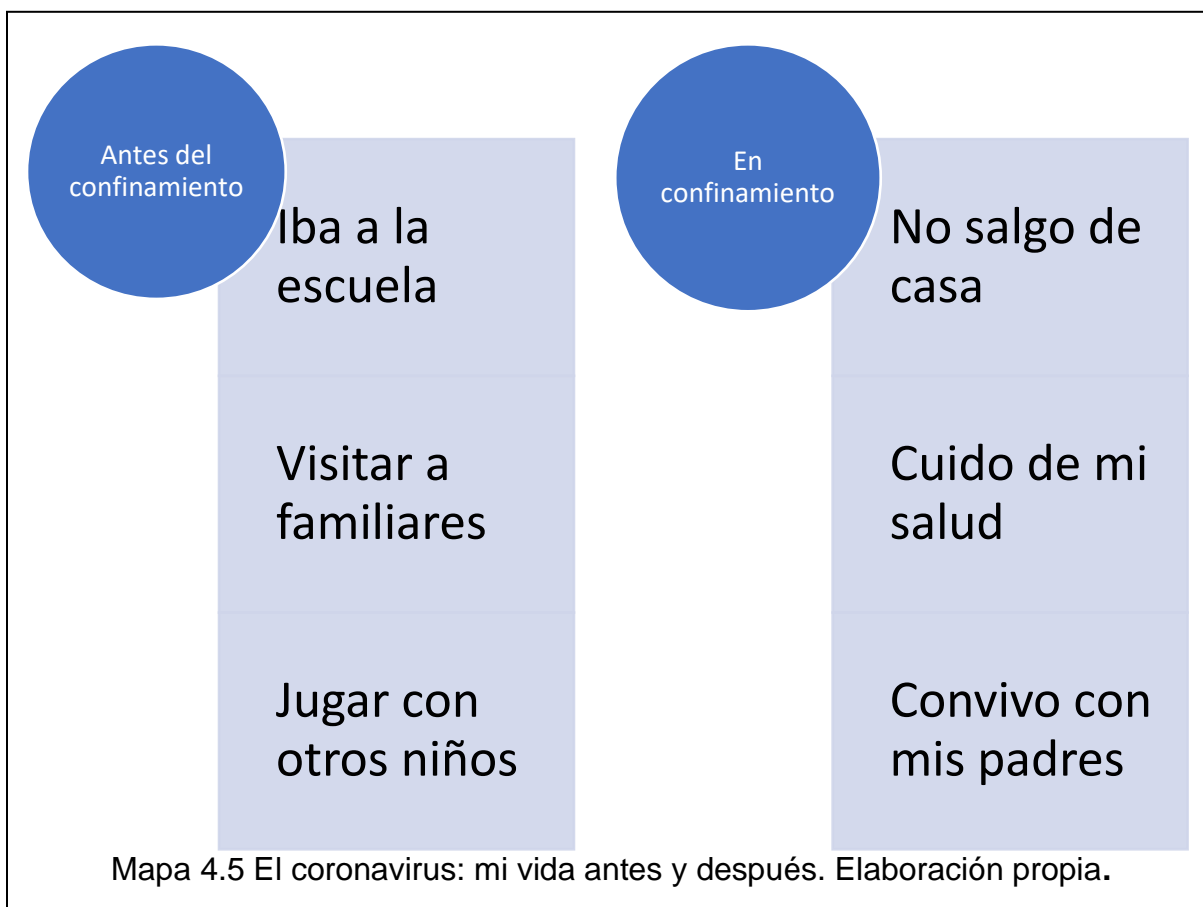 Antes del
confinamiento
Iba a la
escuela
Visitar a
familiares
Jugar con
otros niños
En
confinamiento
No salgo de
casa
Cuido de mi
salud
Convivo con
mis padres
Mapa 4.5 El coronavirus: mi vida antes y después. Elaboración propia.